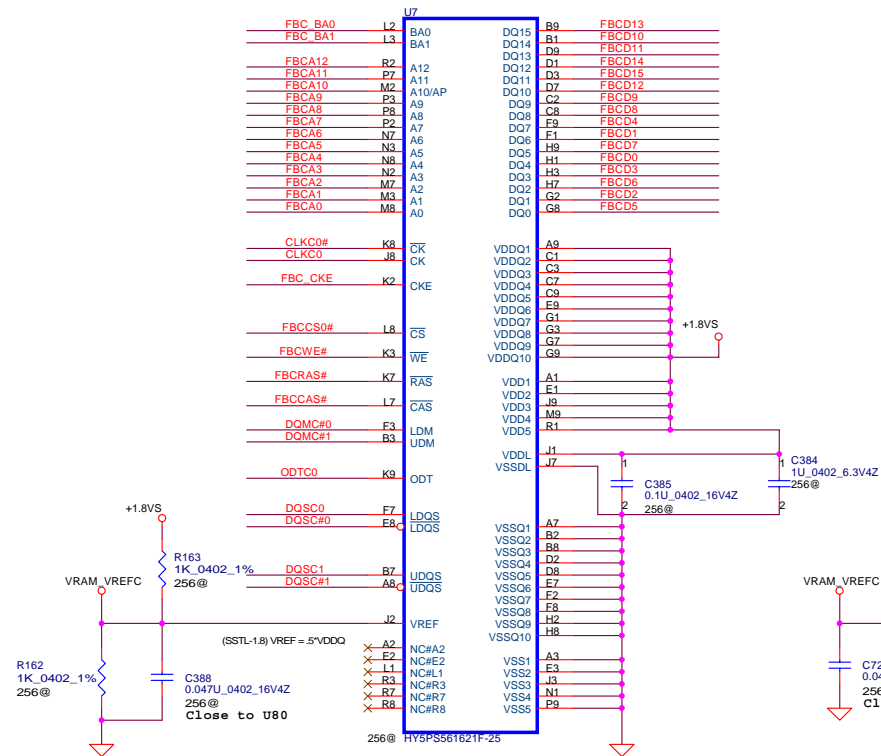 U7
FBC_BA0 L2 BA0 DQ15 B9 FBCD13
FBC_BA1 L3 BA1 DQ14 B1 FBCD10
DQ13 D9 FBCD11
FBCA12 R2 A12 DQ12 D1 FBCD14
FBCA11 P7 A11 DQ11 D3 FBCD15
FBCA10 M2 A10/AP DQ10 D7 FBCD12
FBCA9 P3 A9 DQ9 C2 FBCD9
FBCA8 P8 A8 DQ8 C8 FBCD8
FBCA7 P2 A7 DQ7 F9 FBCD4
FBCA6 N7 A6 DQ6 F1 FBCD1
FBCA5 N3 A5 DQ5 H9 FBCD7
FBCA4 N8 A4 DQ4 H1 FBCD0
FBCA3 N2 A3 DQ3 H3 FBCD3
FBCA2 M7 A2 DQ2 H7 FBCD6
FBCA1 M3 A1 DQ1 G2 FBCD2
FBCA0 M8 A0 DQ0 G8 FBCD5
CLKC0# K8 CK VDDQ1 A9
CLKC0 J8 CK VDDQ2 C1
VDDQ3 C3
FBC_CKE K2 CKE VDDQ4 C7
VDDQ5 C9
VDDQ6 E9
VDDQ7 G1
FBCCS0# L8 CS VDDQ8 G3
VDDQ9 G7
+1.8VS
FBCWE# K3 WE VDDQ10 G9
FBCRAS# K7 RAS VDD1 A1
VDD2 E1
FBCCAS# L7 CAS VDD3 J9
VDD4 M9
DQMC#0 F3 LDM VDD5 R1
DQMC#1 B3 UDM
VDDL J1
VSSDL J7
ODTC0 K9 ODT
1
C385
0.1U_0402_16V4Z
2
256@
1
C384
1U_0402_6.3V4Z
256@
2
DQSC0 F7 LDQS
DQSC#0 E8 LDQS
DQSC1 B7 UDQS
DQSC#1 A8 UDQS
VSSQ1 A7
VSSQ2 B2
VSSQ3 B8
VSSQ4 D2
VSSQ5 D8
VSSQ6 E7
VSSQ7 F2
VSSQ8 F8
VSSQ9 H2
VSSQ10 H8
J2 VREF
(SSTL-1.8) VREF = .5*VDDQ
A2 NC#A2 VSS1 A3
E2 NC#E2 VSS2 E3
L1 NC#L1 VSS3 J3
R3 NC#R3 VSS4 N1
R7 NC#R7 VSS5 P9
R8 NC#R8
256@ HY5PS561621F-25
+1.8VS
R163
1K_0402_1%
256@
VRAM_VREFC
R162
1K_0402_1%
256@
C388
0.047U_0402_16V4Z
256@
Close to U80
VRAM_VREFC